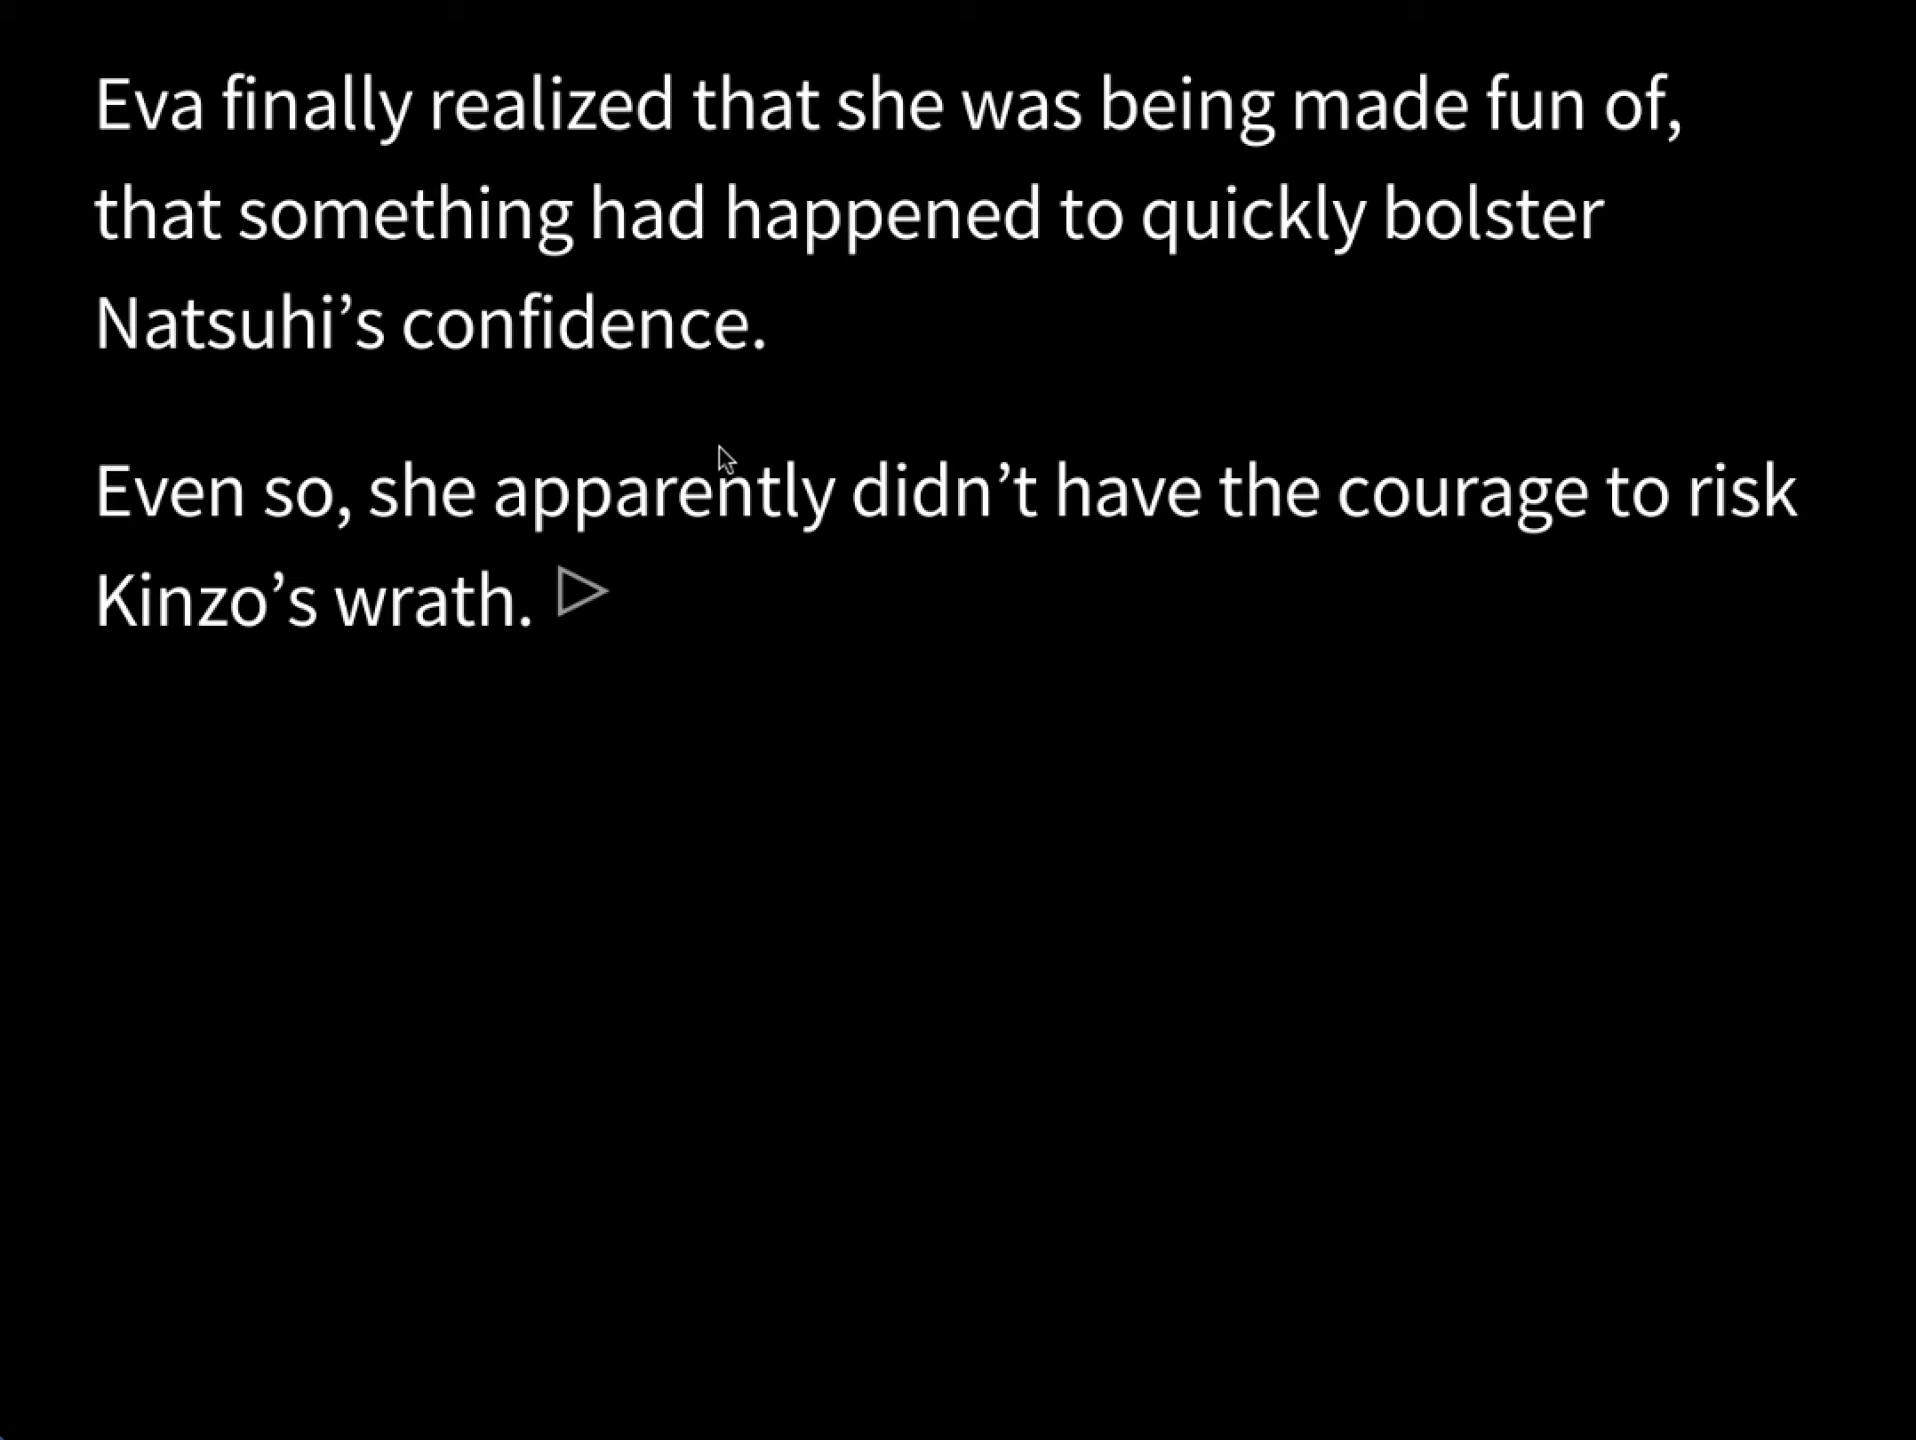 Eva finally realized that she was being made fun of,
that something had happened to quickly bolster
Natsuhi’s confidence.
Even so, she apparently didn’t have the courage to risk
Kinzo’s wrath.